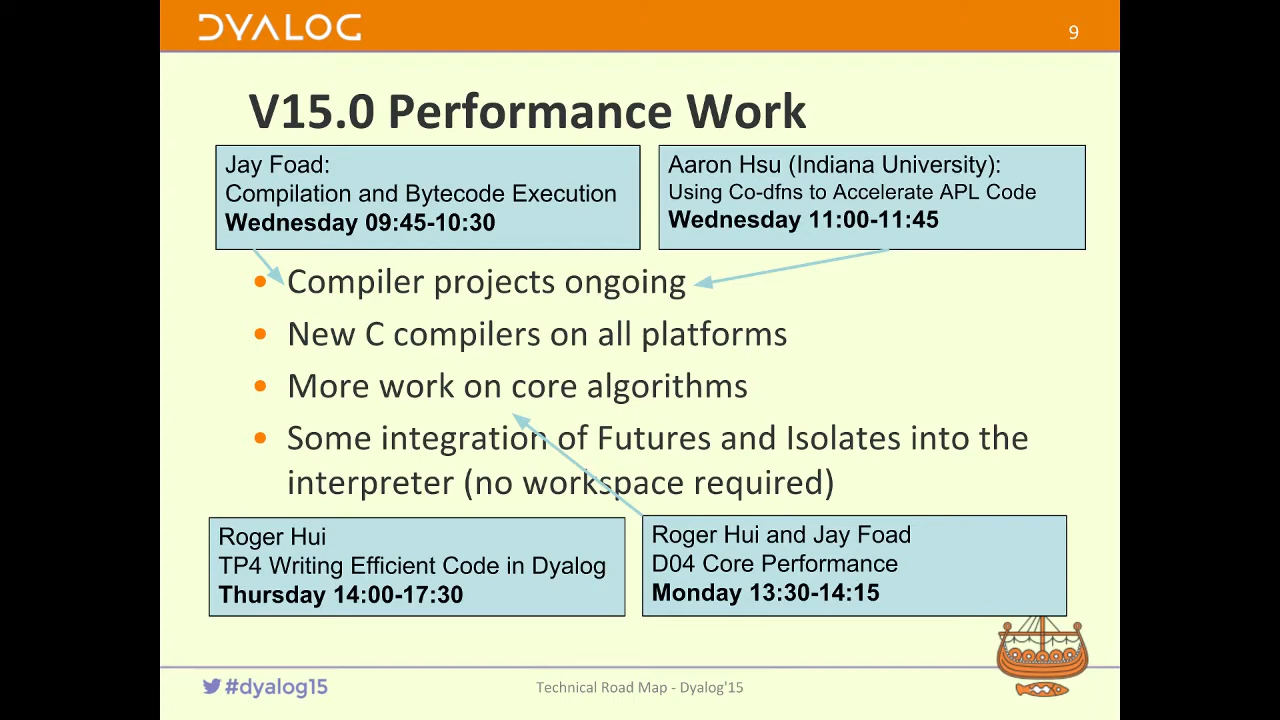 DYALOG
9
V15.0 Performance Work
Jay Foad:
Compilation and Bytecode Execution
Wednesday 09:45-10:30
Aaron Hsu (Indiana University):
Using Co-dfns to Accelerate APL Code
Wednesday 11:00-11:45
• Compiler projects ongoing
• New C compilers on all platforms
• More work on core algorithms
• Some integration of Futures and Isolates into the
interpreter (no workspace required)
Roger Hui
TP4 Writing Efficient Code in Dyalog
Thursday 14:00-17:30
Roger Hui and Jay Foad
D04 Core Performance
Monday 13:30-14:15
#dyalog15
Technical Road Map - Dyalog'15